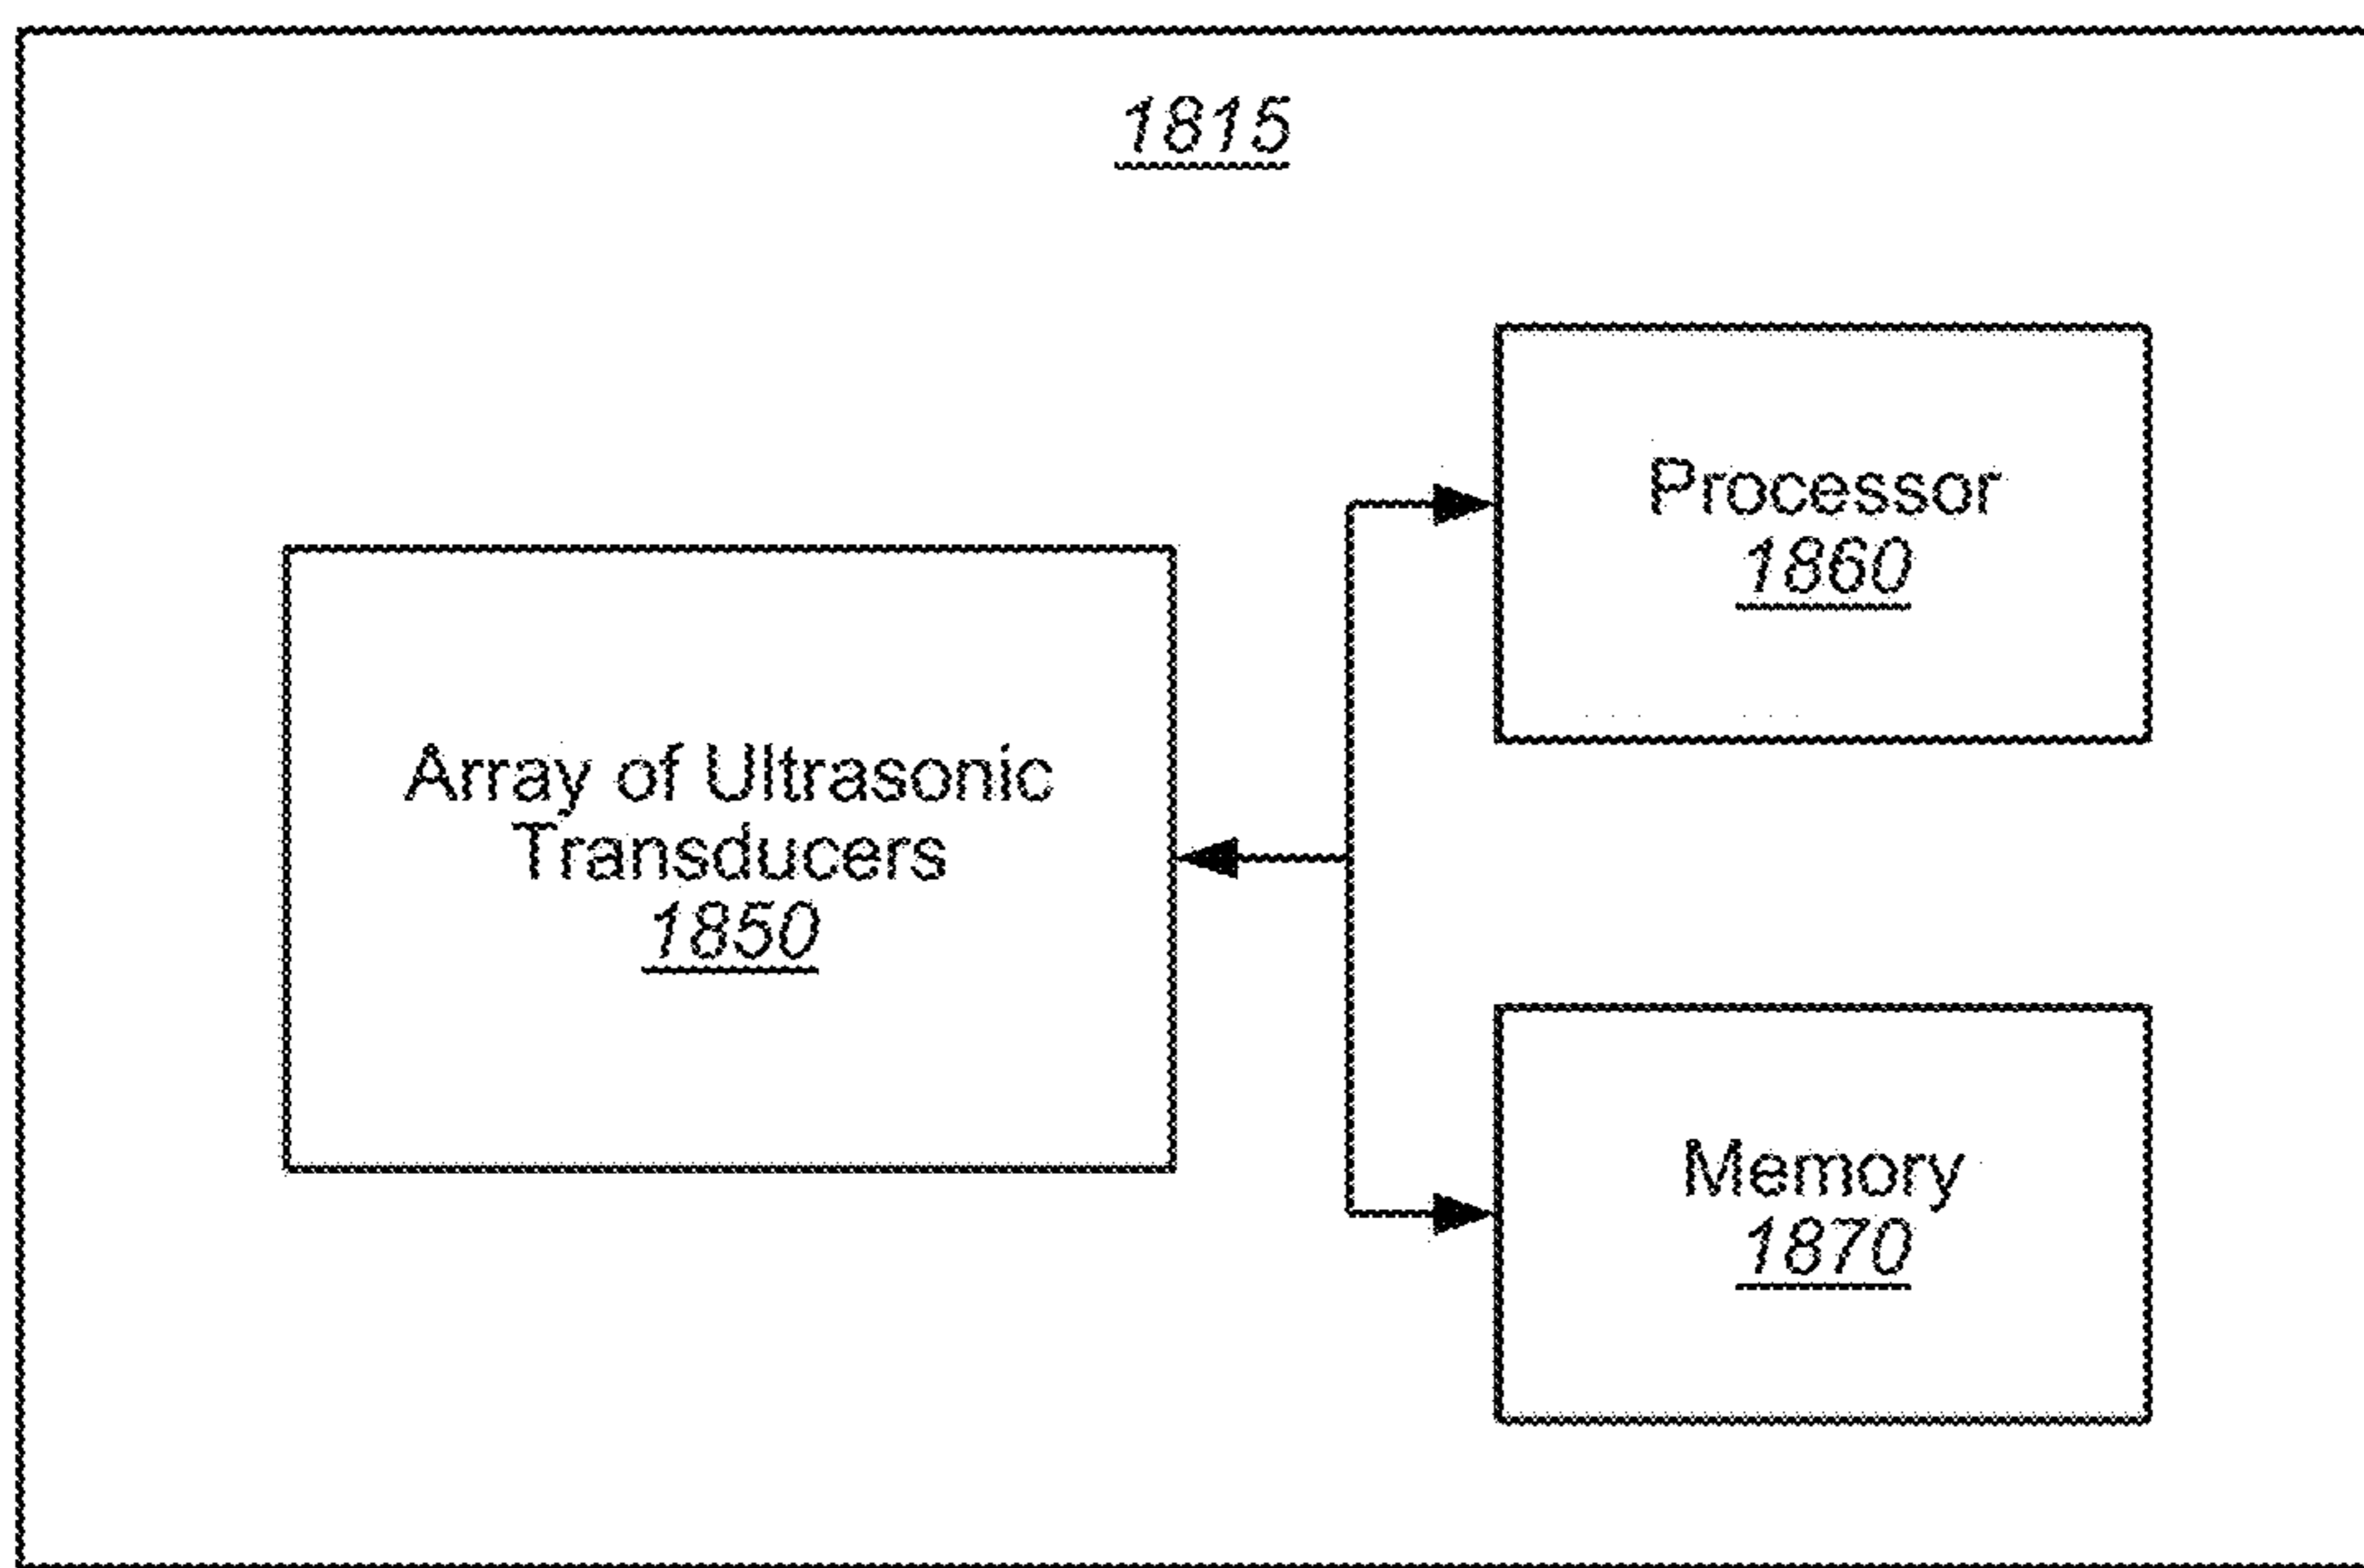 1815
Processor
1860
Array of Ultrasonic
Transducers
1850
Memory
1870